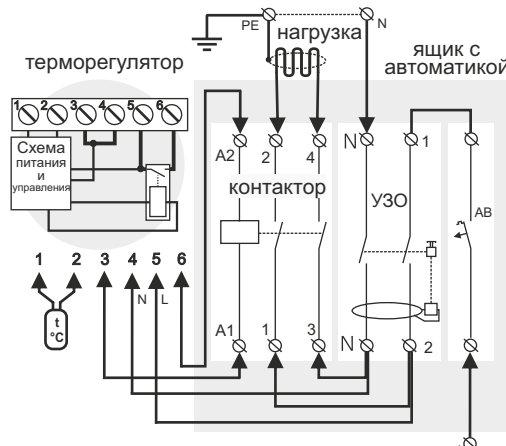 PE
N
нагрузка
ящик с
автоматикой
терморегулятор
1 2 3 4 5 6
Схема
питания
и
управления
A2 2 4 N 1
контактор
УЗО
АВ
1 2 3 4 5 6
N L
t
°C
A1 1 3 N 2